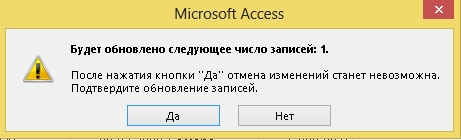 Microsoft Access
Будет обновлено следующее число записей: 1.
После нажатия кнопки "Да" отмена изменений станет невозможна.
Подтвердите обновление записей.
Да
Нет